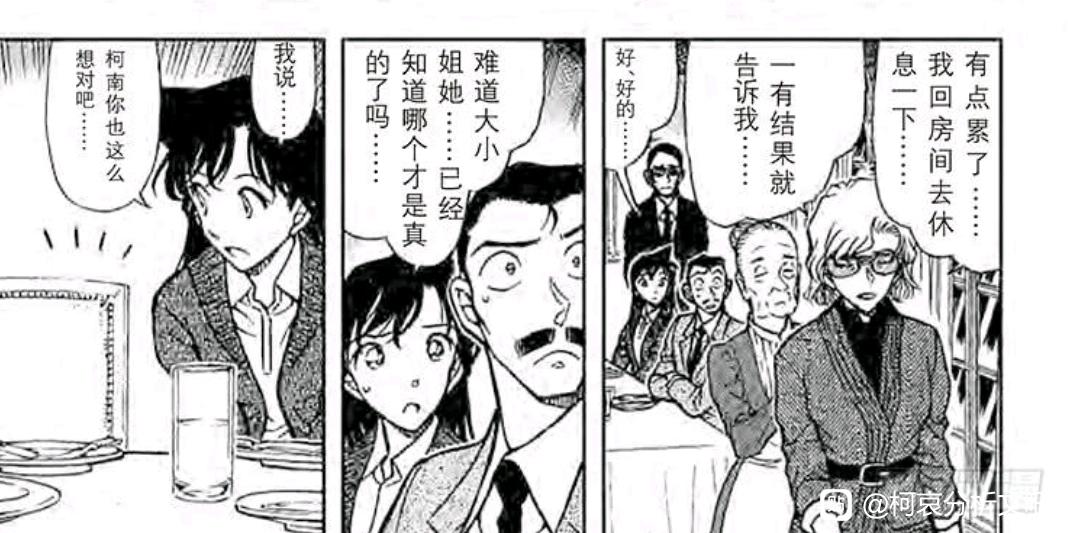 有点累了……
我回房间去休
息一下……
一有结果就
告诉我……
好、好的……
难道大小
姐她……已经
知道哪个才是真
的了吗……
我说……
柯南你也这么
想对吧……
@柯哀分析文